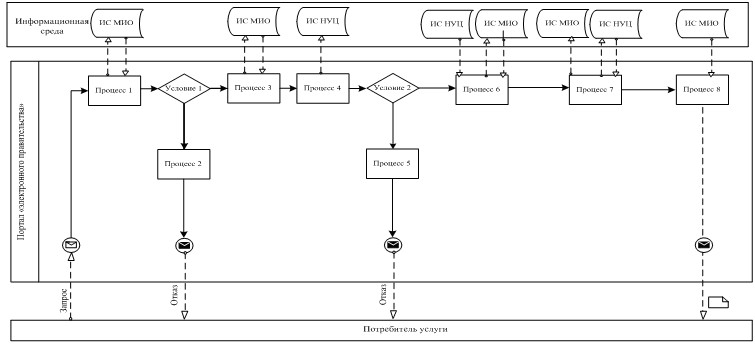 Информационная
среда
ИС МИО
ИС МИО
ИС НУЦ
ИС НУЦ
ИС МИО
ИС МИО
ИС НУЦ
ИС МИО
Портал «электронного правительства»
Процесс 1
Условие 1
Процесс 3
Процесс 4
Условие 2
Процесс 6
Процесс 7
Процесс 8
Процесс 2
Процесс 5
Запрос
Отказ
Отказ
Потребитель услуги